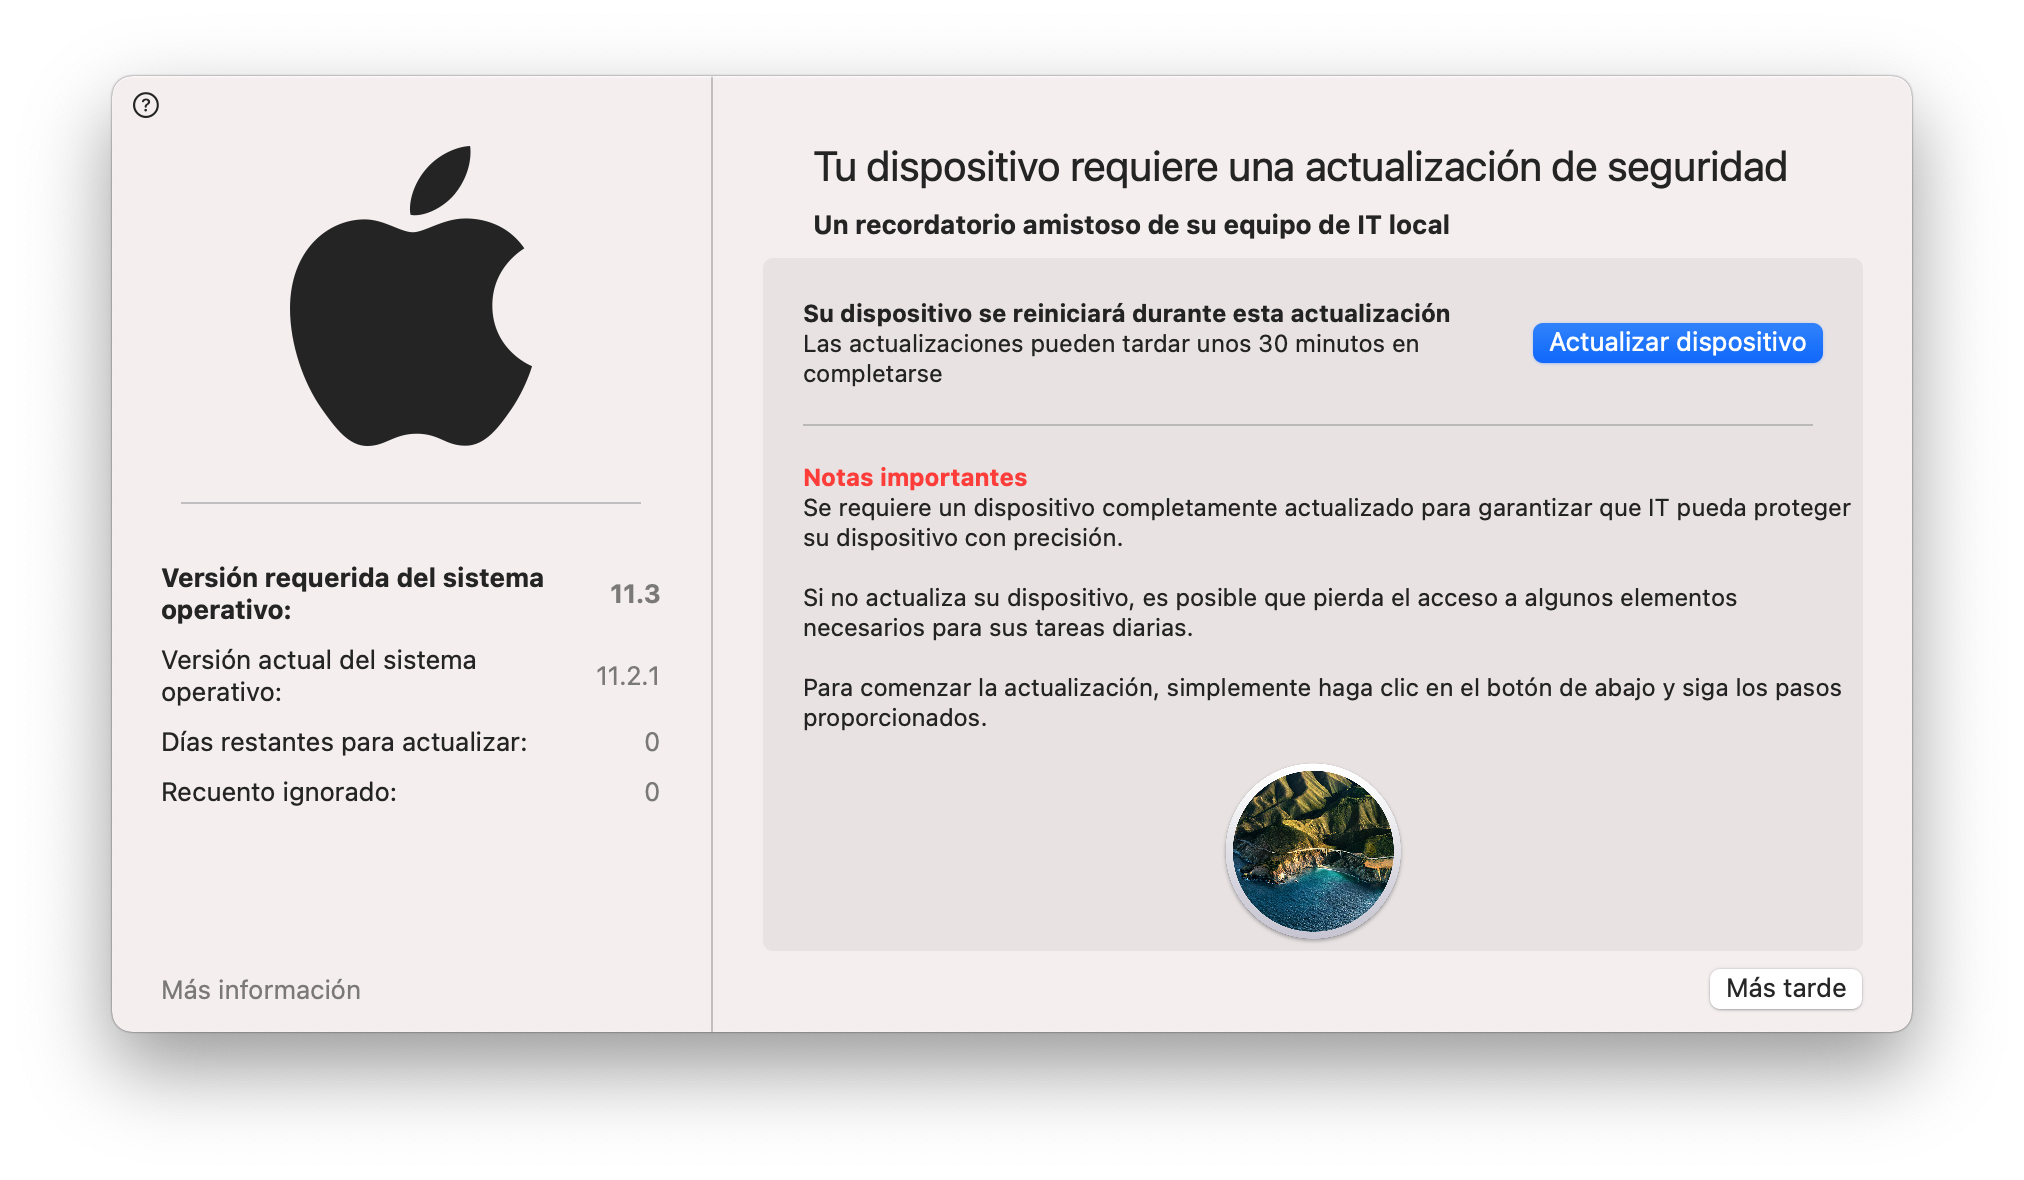 ?
Versión requerida del sistema
operativo:
11.3
Versión actual del sistema
operativo:
11.2.1
Días restantes para actualizar:
0
Recuento ignorado:
0
Más información
Tu dispositivo requiere una actualización de seguridad
Un recordatorio amistoso de su equipo de IT local
Su dispositivo se reiniciará durante esta actualización
Las actualizaciones pueden tardar unos 30 minutos en
completarse
Actualizar dispositivo
Notas importantes
Se requiere un dispositivo completamente actualizado para garantizar que IT pueda proteger
su dispositivo con precisión.
Si no actualiza su dispositivo, es posible que pierda el acceso a algunos elementos
necesarios para sus tareas diarias.
Para comenzar la actualización, simplemente haga clic en el botón de abajo y siga los pasos
proporcionados.
Más tarde